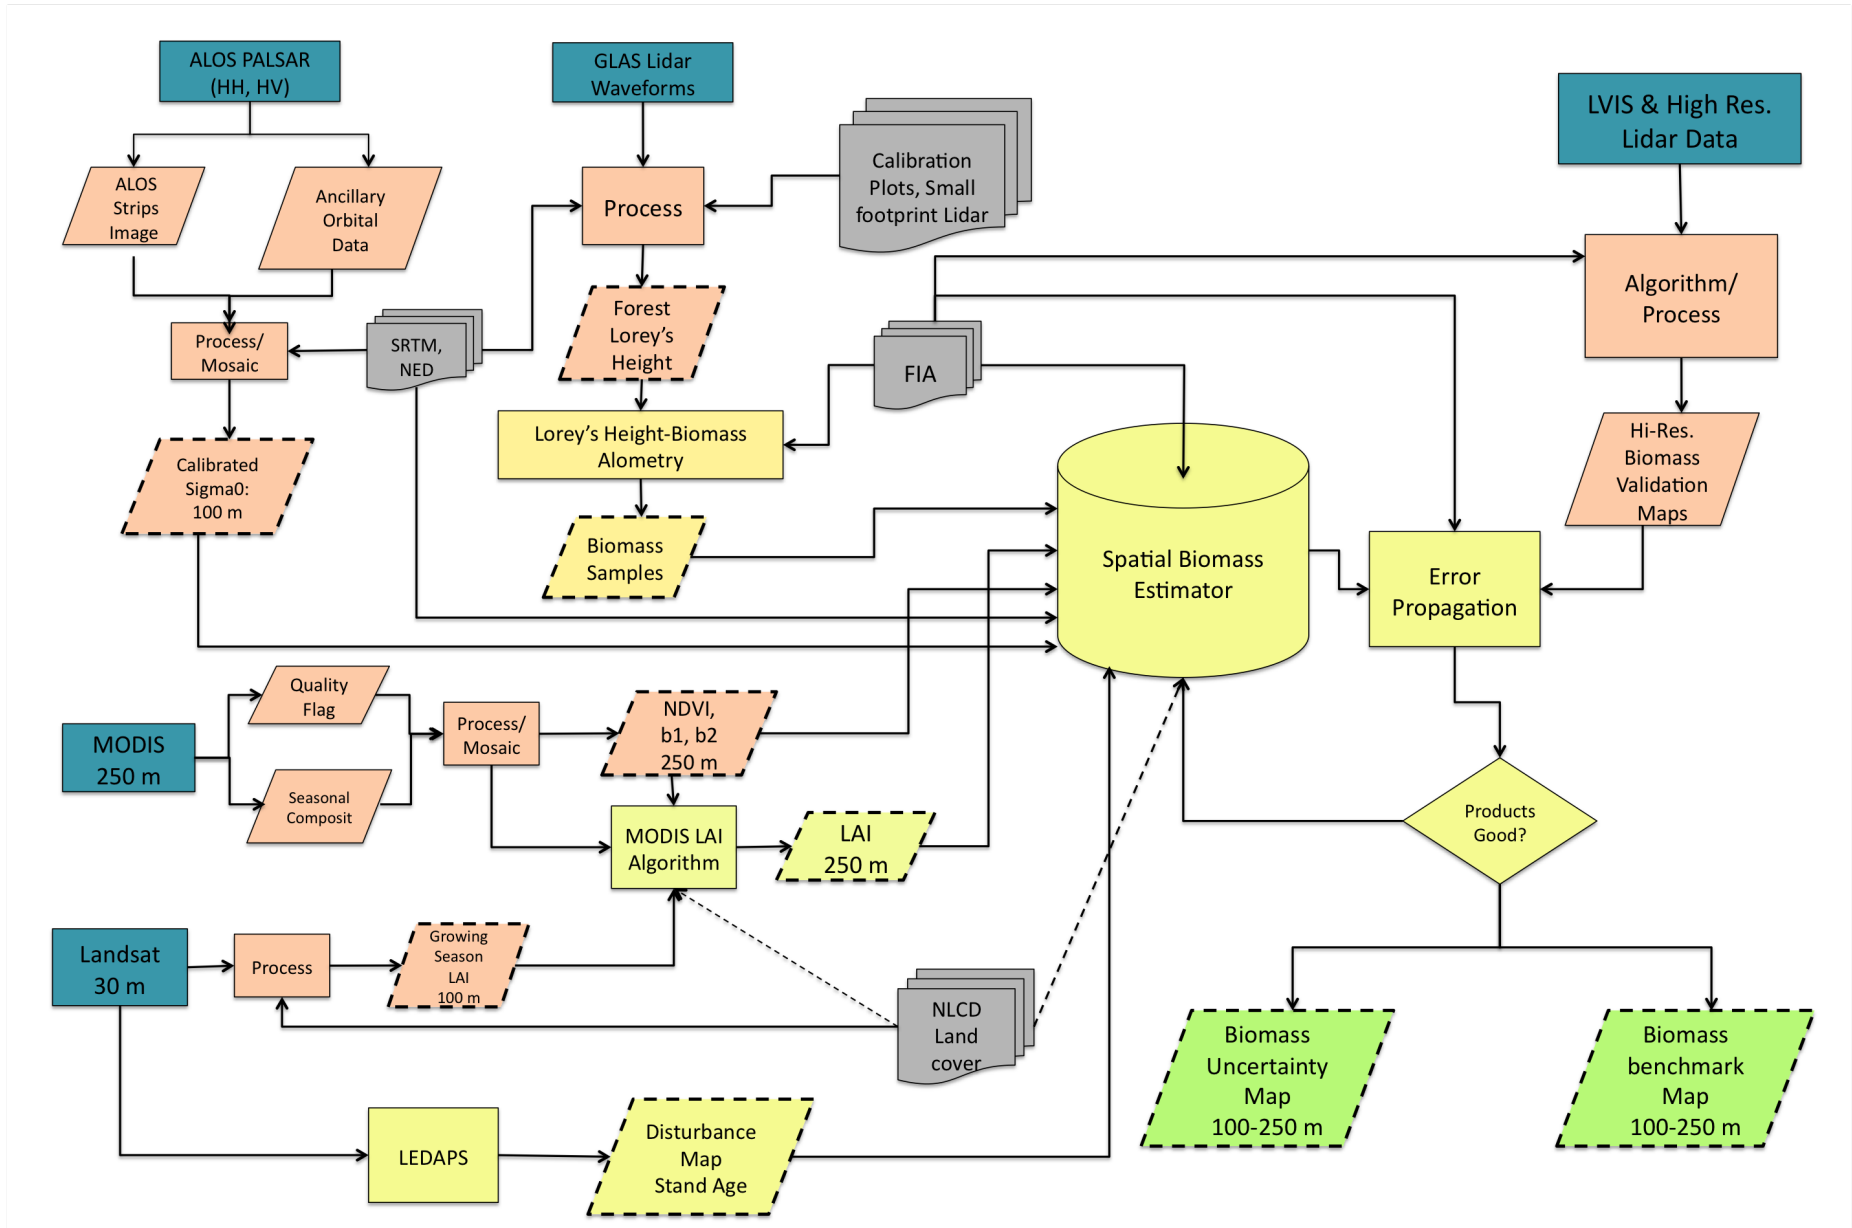 ALOS PALSAR
(HH, HV)
GLAS Lidar
Waveforms
LVIS & High Res.
Lidar Data
ALOS
Strips
Image
Ancillary
Orbital
Data
Process
Calibration
Plots, Small
footprint Lidar
Algorithm/
Process
Process/
Mosaic
SRTM,
NED
Forest
Lorey's
Height
FIA
Lorey's Height-Biomass
Alometry
Hi-Res.
Biomass
Validation
Maps
Calibrated
Sigma0:
100 m
Biomass
Samples
Spatial Biomass
Estimator
Error
Propagation
Quality
Flag
MODIS
250 m
Seasonal
Composit
Process/
Mosaic
NDVI,
b1, b2
250 m
MODIS LAI
Algorithm
LAI
250 m
Products
Good?
Landsat
30 m
Process
Growing
Season
LAI
100 m
NLCD
Land
cover
Biomass
Uncertainty
Map
100-250 m
Biomass
benchmark
Map
100-250 m
LEDAPS
Disturbance
Map
Stand Age